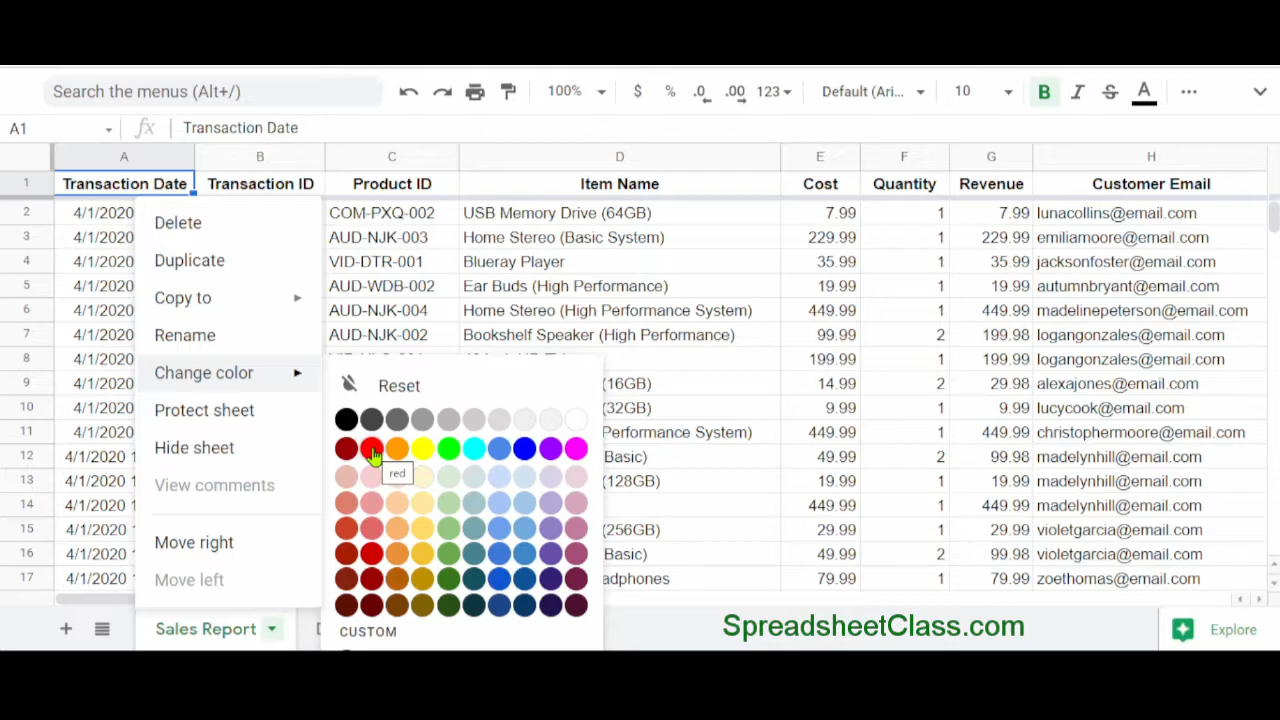 Search the menus (Alt+/) 100% $ % .0 .00 123 Default (Ari... 10 B I S A
A1 fx Transaction Date
A B C D E F G H
1 Transaction Date Transaction ID Product ID Item Name Cost Quantity Revenue Customer Email
2 4/1/2020 COM-PXQ-002 USB Memory Drive (64GB) 7.99 1 7.99 lunacollins@email.com
3 4/1/2020 AUD-NJK-003 Home Stereo (Basic System) 229.99 1 229.99 emiliamoore@email.com
4 4/1/2020 VID-DTR-001 Blueray Player 35.99 1 35.99 jacksonfoster@email.com
5 4/1/2020 AUD-WDB-002 Ear Buds (High Performance) 19.99 1 19.99 autumnbryant@email.com
6 4/1/2020 AUD-NJK-004 Home Stereo (High Performance System) 449.99 1 449.99 madelinepeterson@email.com
7 4/1/2020 AUD-NJK-002 Bookshelf Speaker (High Performance) 99.99 2 199.98 logangonzales@email.com
8 4/1/2020 199.99 1 199.99 logangonzales@email.com
9 4/1/2020 (16GB) 14.99 2 29.98 alexajones@email.com
10 4/1/2020 (32GB) 9.99 1 9.99 lucycook@email.com
11 4/1/2020 Performance System) 449.99 1 449.99 christophermoore@email.com
12 4/1/2020 1 Basic) 49.99 2 99.98 madelynhill@email.com
13 4/1/2020 1 (128GB) 19.99 1 19.99 madelynhill@email.com
14 4/1/2020 1 449.99 1 449.99 madelynhill@email.com
15 4/1/2020 1 (256GB) 29.99 1 29.99 violetgarcia@email.com
16 4/1/2020 1 Basic) 49.99 2 99.98 violetgarcia@email.com
17 4/1/2020 1 adphones 79.99 1 79.99 zoethomas@email.com
Delete
Duplicate
Copy to
Rename
Change color
Protect sheet
Hide sheet
View comments
Move right
Move left
Reset
red
CUSTOM
Sales Report
SpreadsheetClass.com
Explore